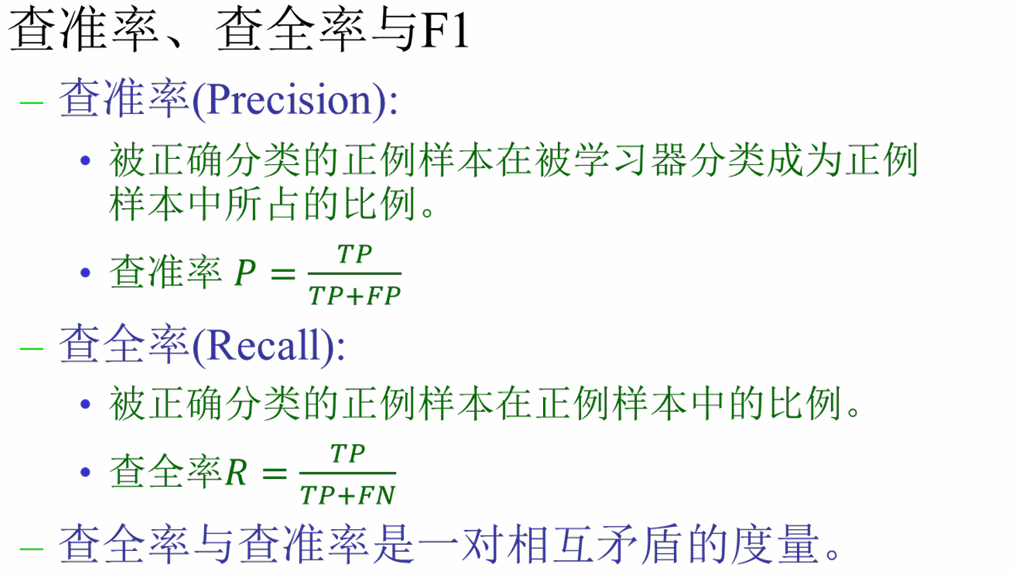 查准率、查全率与F1
– 查准率(Precision):
• 被正确分类的正例样本在被学习器分类成为正例
样本中所占的比例。
• 查准率 P = TP/(TP+FP)
– 查全率(Recall):
• 被正确分类的正例样本在正例样本中的比例。
• 查全率R = TP/(TP+FN)
– 查全率与查准率是一对相互矛盾的度量。